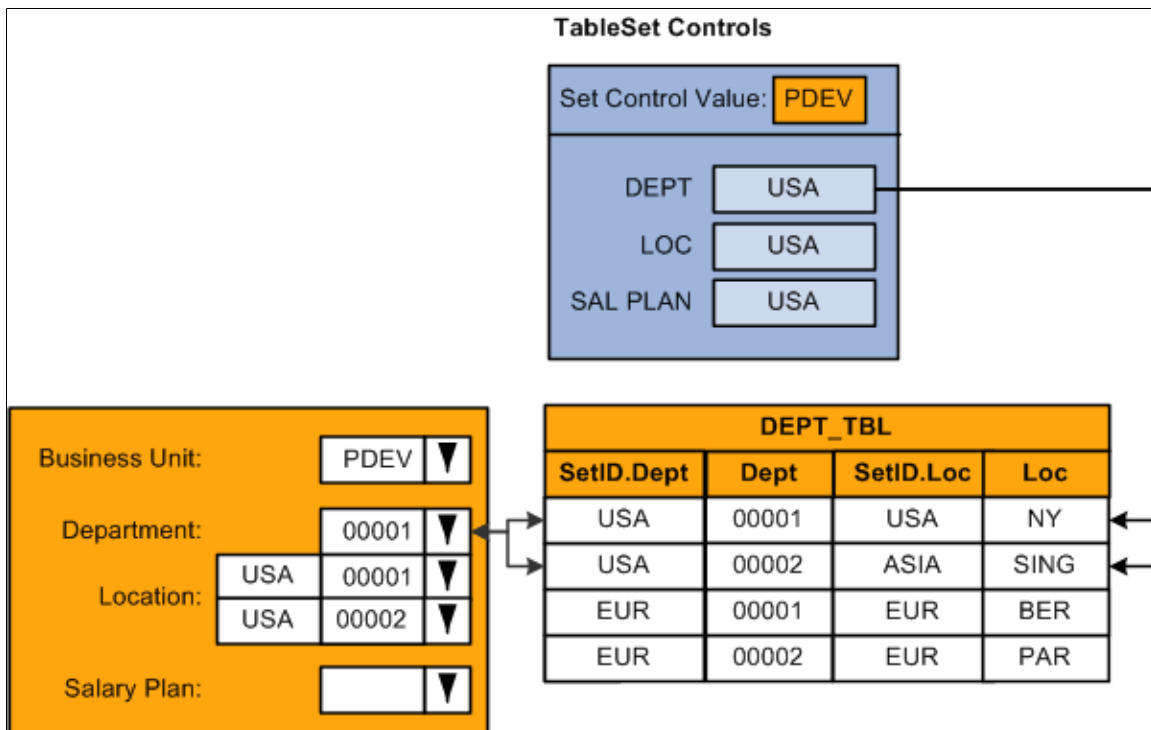 TableSet Controls
Set Control Value: PDEV
DEPT USA
LOC USA
SAL PLAN USA
Business Unit: PDEV
Department: 00001
Location:
USA 00001
USA 00002
Salary Plan:
DEPT_TBL
SetID.Dept Dept SetID.Loc Loc
USA 00001 USA NY
USA 00002 ASIA SING
EUR 00001 EUR BER
EUR 00002 EUR PAR